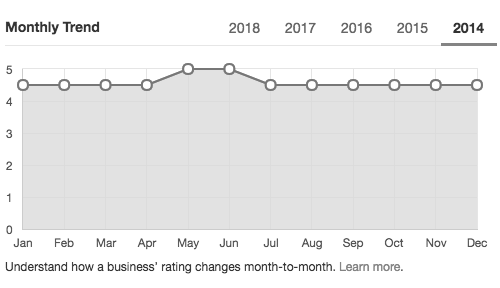 Monthly Trend 2018 2017 2016 2015 2014
5
4
3
2
1
0
Jan Feb Mar Apr May Jun Jul Aug Sep Oct Nov Dec
Understand how a business' rating changes month-to-month. Learn more.